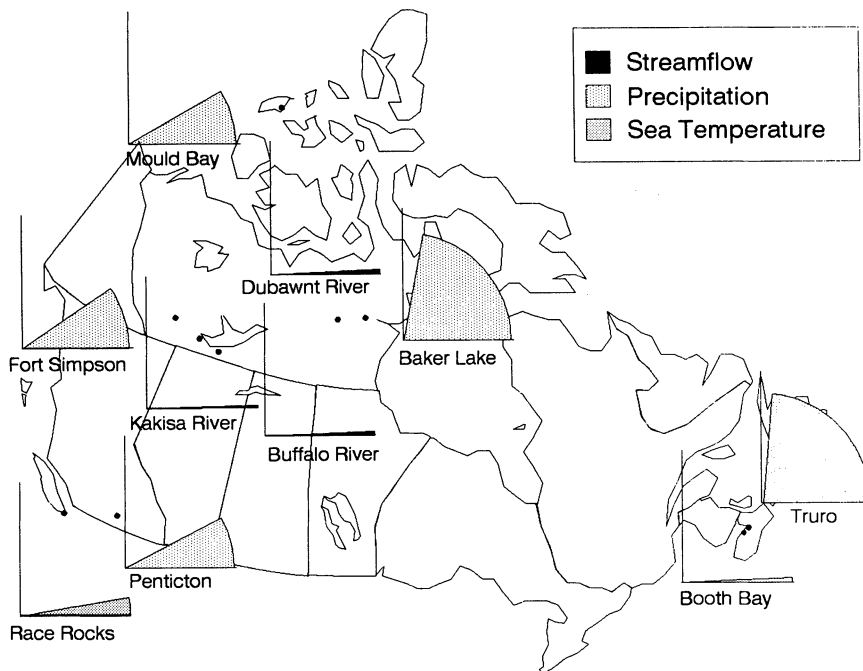 Streamflow
Precipitation
Sea Temperature
Mould Bay
Dubawnt River
Fort Simpson
Baker Lake
Kakisa River
Buffalo River
Truro
Penticton
Booth Bay
Race Rocks